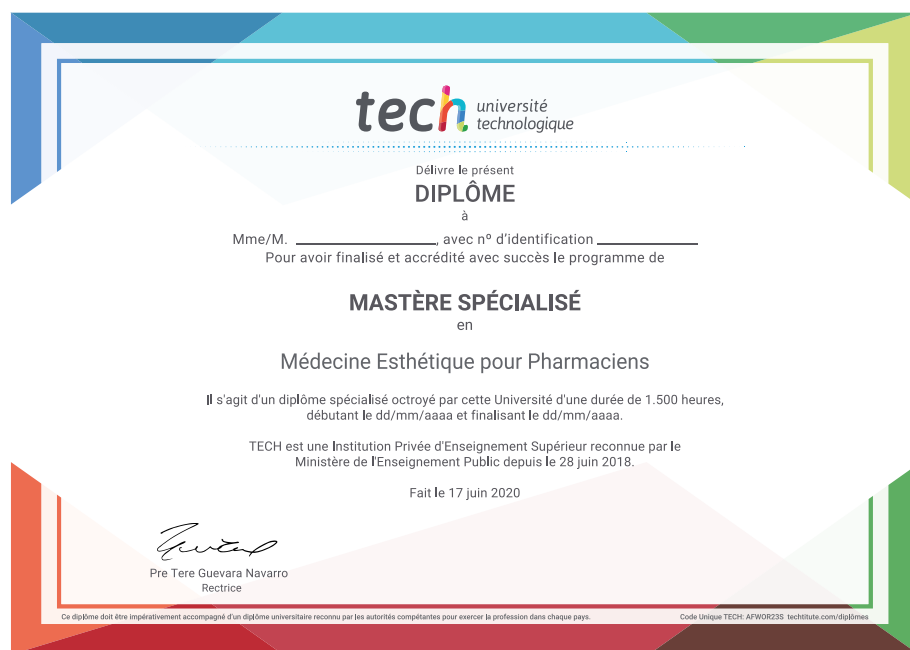 tech université
technologique
Délivre le présent
DIPLÔME
à
Mme/M. ____________________, avec nº d'identification ______________
Pour avoir finalisé et accrédité avec succès le programme de
MASTÈRE SPÉCIALISÉ
en
Médecine Esthétique pour Pharmaciens
Il s'agit d'un diplôme spécialisé octroyé par cette Université d'une durée de 1.500 heures,
débutant le dd/mm/aaaa et finalisant le dd/mm/aaaa.
TECH est une Institution Privée d'Enseignement Supérieur reconnue par le
Ministère de l'Enseignement Public depuis le 28 juin 2018.
Fait le 17 juin 2020
Pre Tere Guevara Navarro
Rectrice
Ce diplôme doit être impérativement accompagné d'un diplôme universitaire reconnu par les autorités compétantes pour exercer la profession dans chaque pays. Code Unique TECH: AFWOR23S techtitute.com/diplômes